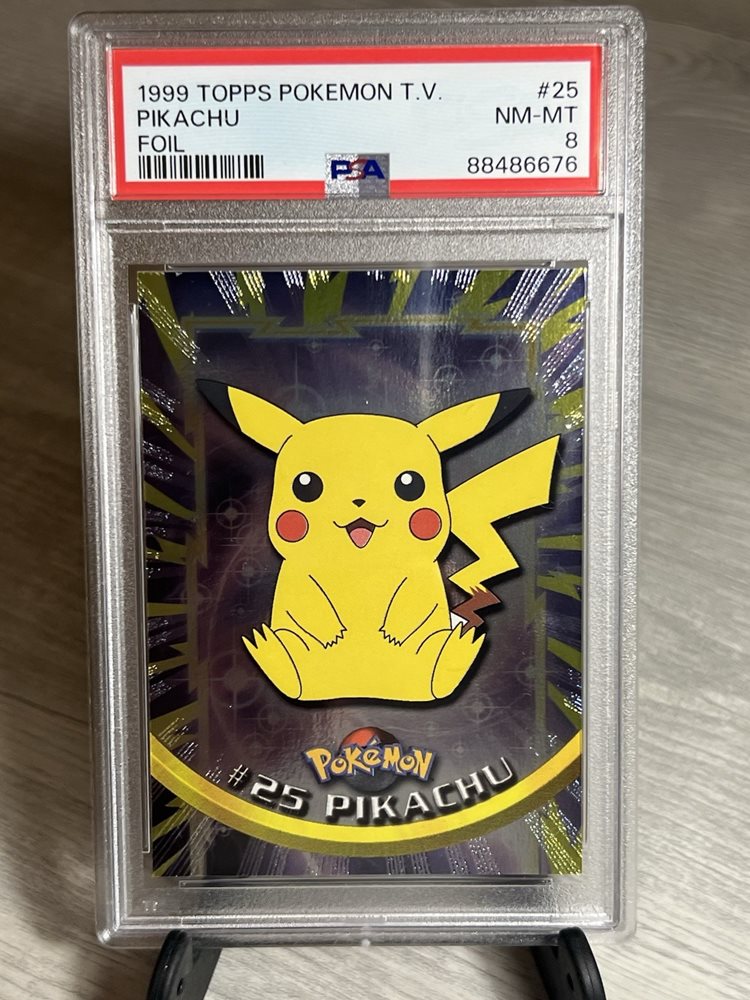 1999 TOPPS POKEMON T.V. #25
PIKACHU NM-MT
FOIL 8
PSA 88486676
POKéMON
#25 PIKACHU